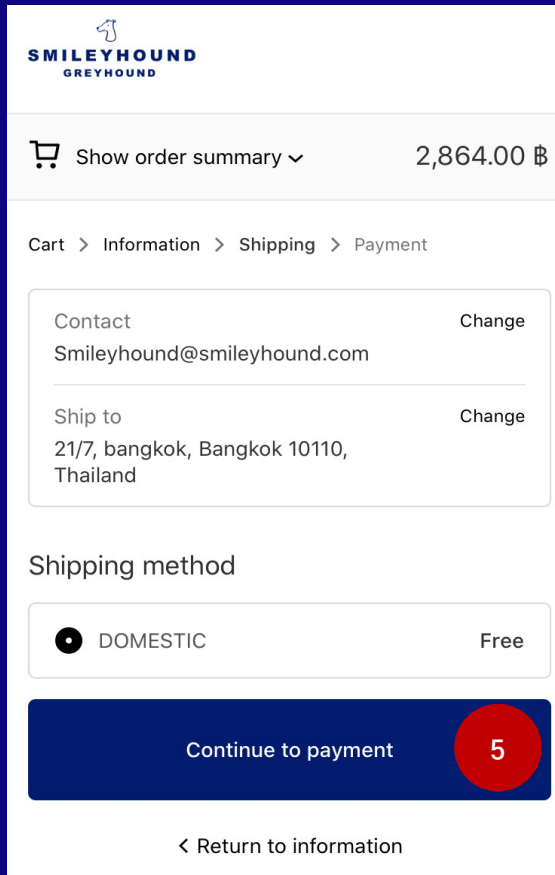 SMILEYHOUND
GREYHOUND
Show order summary
2,864.00 ฿
Cart > Information > Shipping > Payment
Contact
Change
Smileyhound@smileyhound.com
Ship to
Change
21/7, bangkok, Bangkok 10110,
Thailand
Shipping method
DOMESTIC
Free
Continue to payment
5
< Return to information